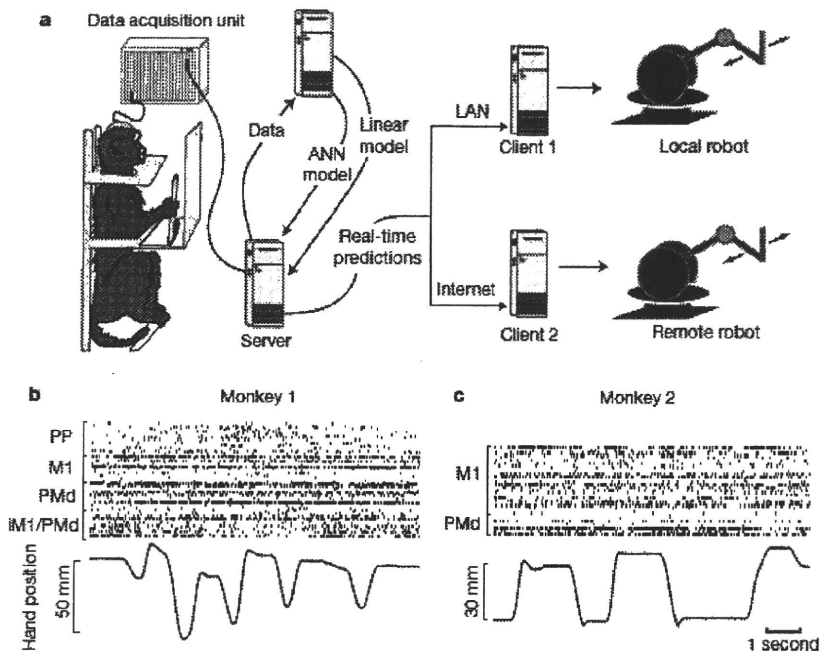 a
Data acquisition unit
Data
ANN
model
Linear
model
Server
Real-time
predictions
LAN
Client 1
Local robot
Internet
Client 2
Remote robot
b
Monkey 1
PP
M1
PMd
iM1/PMd
Hand position
50 mm
c
Monkey 2
M1
PMd
30 mm
1 second